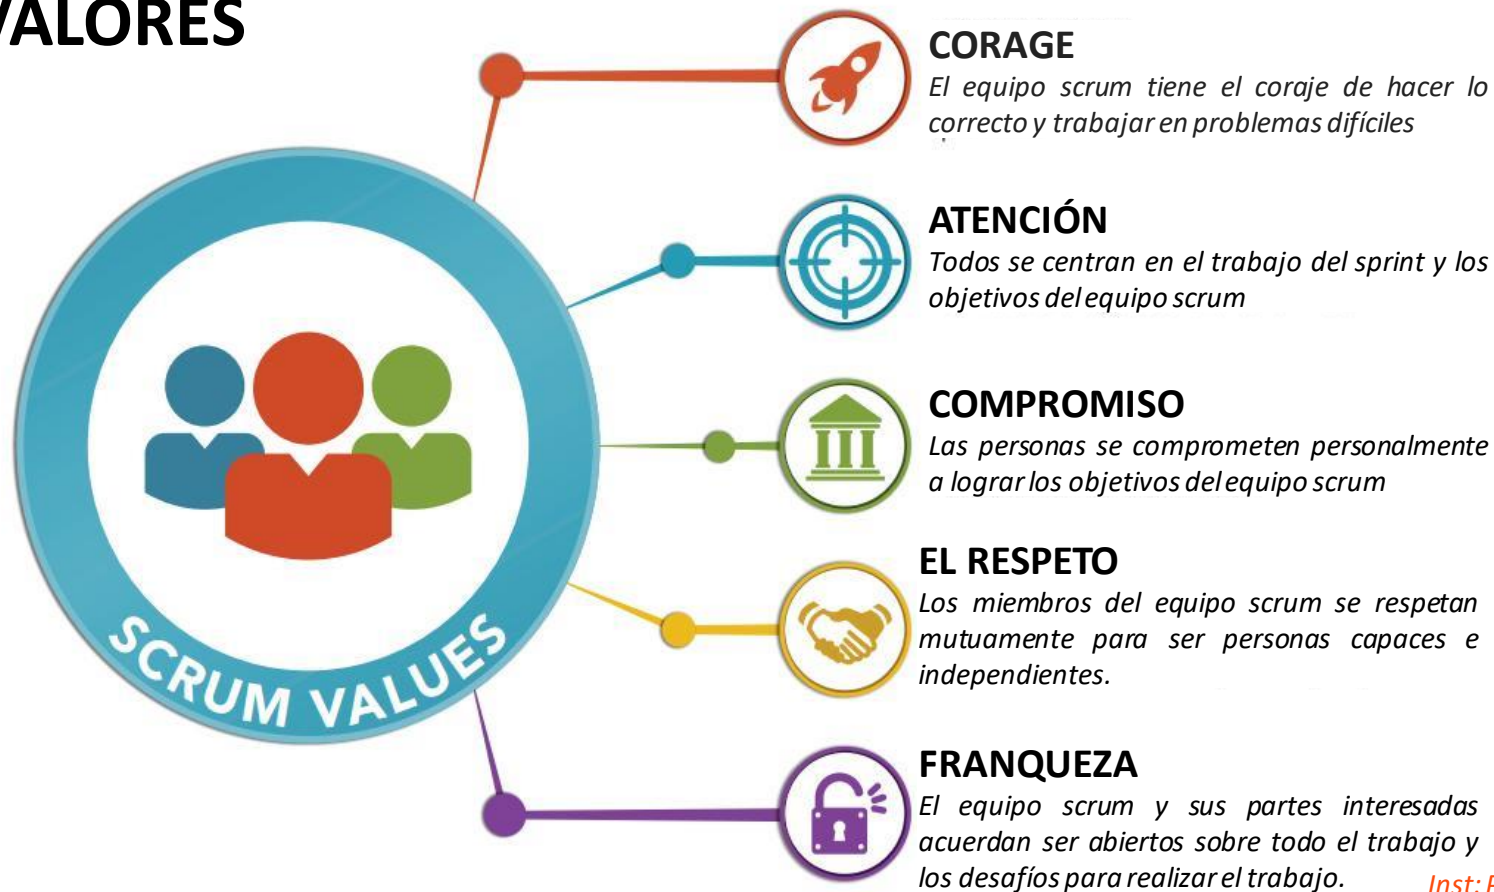 VALORES
CORAGE
El equipo scrum tiene el coraje de hacer lo
correcto y trabajar en problemas difíciles
ATENCIÓN
Todos se centran en el trabajo del sprint y los
objetivos del equipo scrum
COMPROMISO
Las personas se comprometen personalmente
a lograr los objetivos del equipo scrum
EL RESPETO
Los miembros del equipo scrum se respetan
mutuamente para ser personas capaces e
independientes.
SCRUM VALUES
FRANQUEZA
El equipo scrum y sus partes interesadas
acuerdan ser abiertos sobre todo el trabajo y
los desafíos para realizar el trabajo.
Inst: